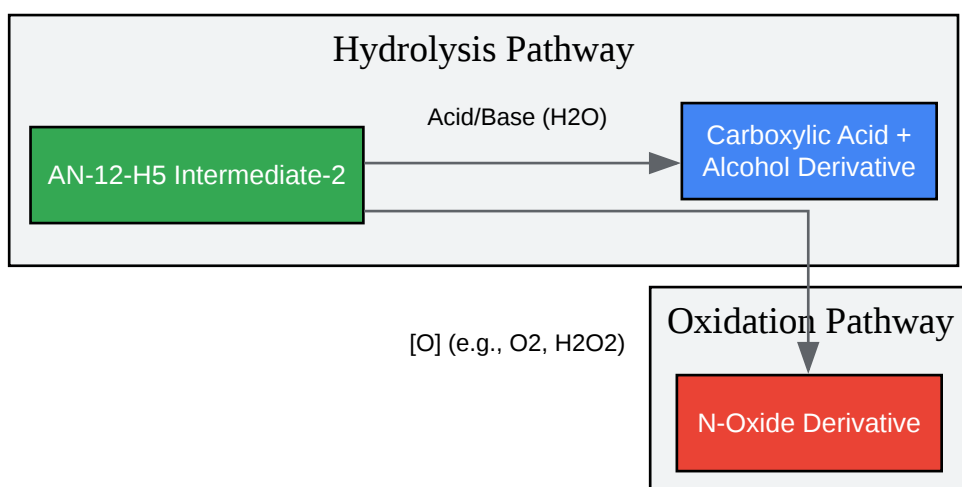 Hydrolysis Pathway
Acid/Base (H2O)
AN-12-H5 Intermediate-2
Carboxylic Acid +
Alcohol Derivative
[O] (e.g., O2, H2O2)
Oxidation Pathway
N-Oxide Derivative